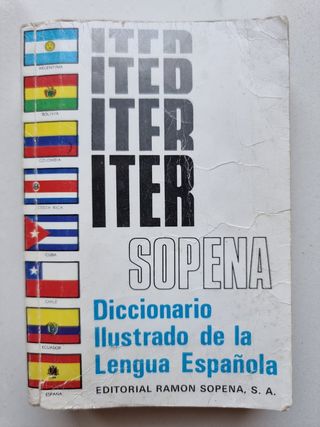 ITER
ITER
ITER
ITER
SOPENA
Diccionario
Ilustrado de la
Lengua Española
EDITORIAL RAMON SOPENA, S. A.
ARGENTINA
BOLIVIA
COLOMBIA
COSTA RICA
CUBA
CHILE
ECUADOR
ESPAÑA